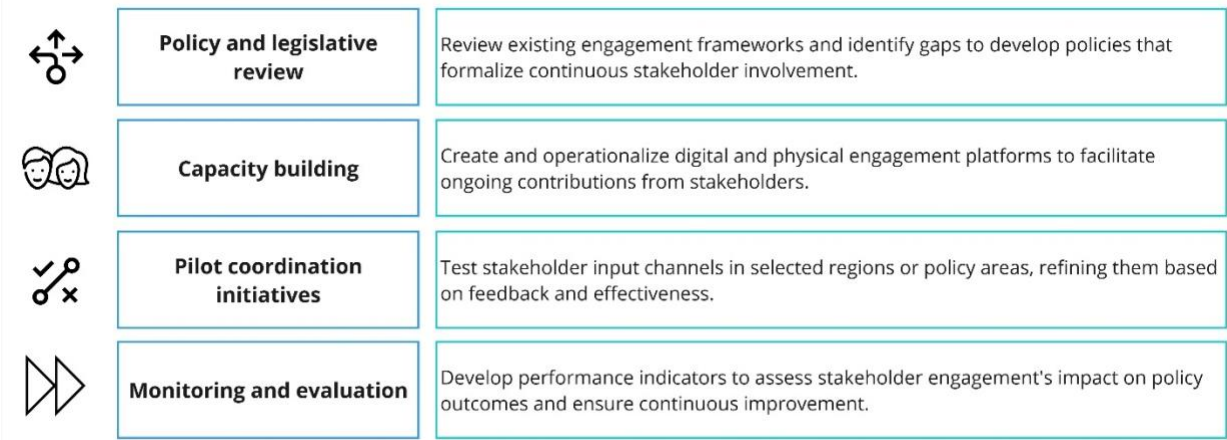 Policy and legislative
review
Review existing engagement frameworks and identify gaps to develop policies that
formalize continuous stakeholder involvement.
Capacity building
Create and operationalize digital and physical engagement platforms to facilitate
ongoing contributions from stakeholders.
Pilot coordination
initiatives
Test stakeholder input channels in selected regions or policy areas, refining them based
on feedback and effectiveness.
Monitoring and evaluation
Develop performance indicators to assess stakeholder engagement's impact on policy
outcomes and ensure continuous improvement.